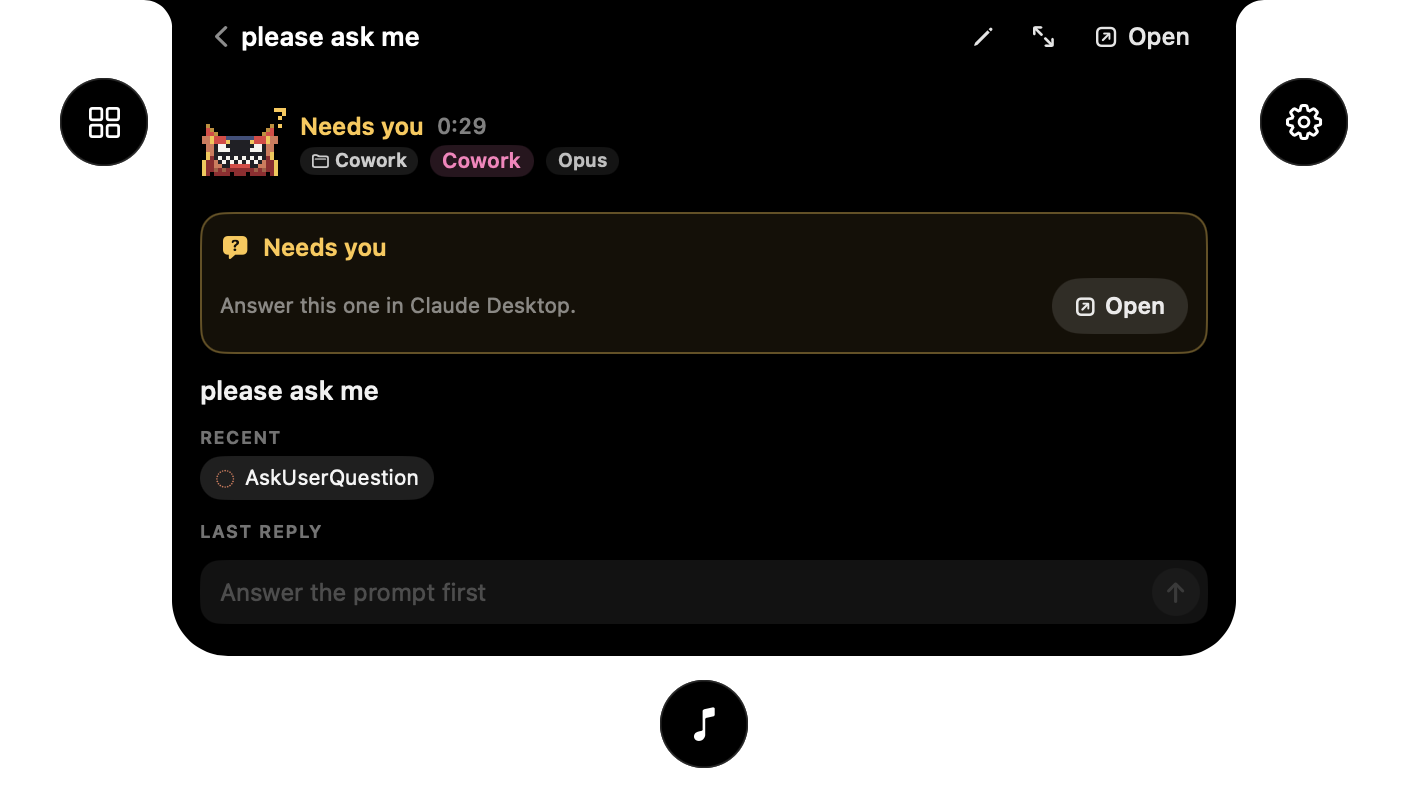 please ask me
Open
Needs you 0:29
Cowork Cowork Opus
Needs you
Answer this one in Claude Desktop.
Open
please ask me
RECENT
AskUserQuestion
LAST REPLY
Answer the prompt first